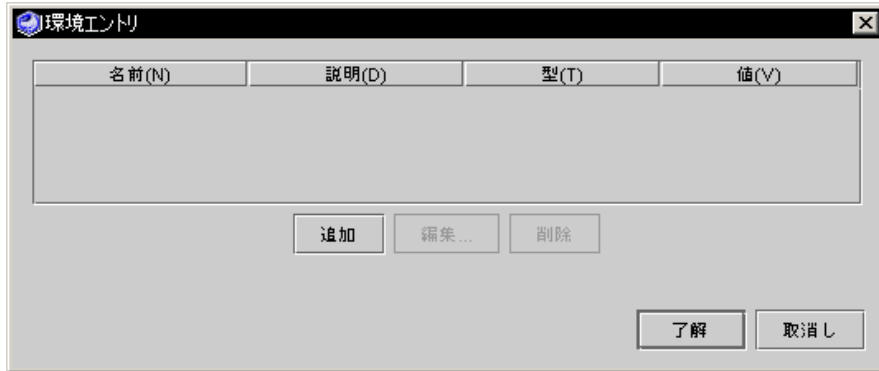 環境エントリ
名前(N) 説明(D) 型(T) 値(V)
追加 編集... 削除
了解 取消し